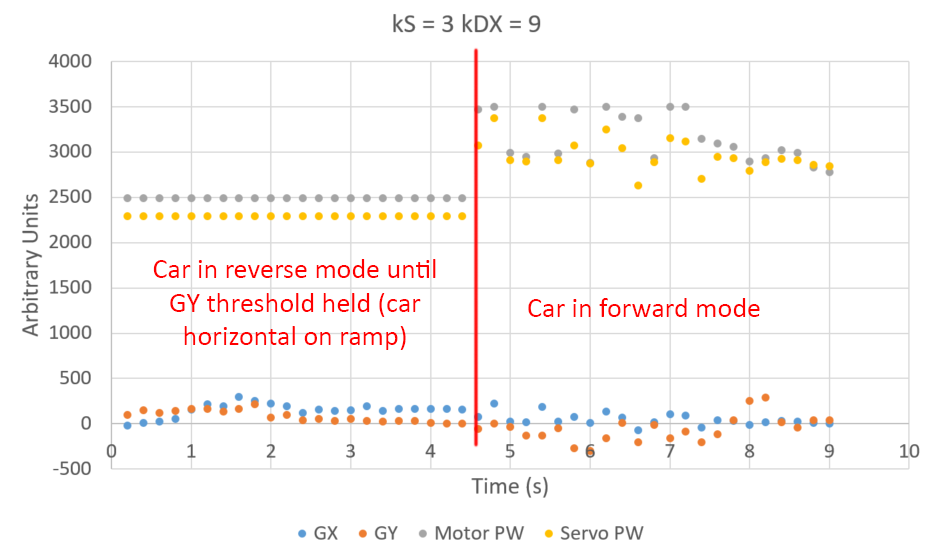 kS = 3 kDX = 9
4000
3500
3000
2500
2000
1500
1000
500
0
-500
Arbitrary Units
Car in reverse mode until
GY threshold held (car
horizontal on ramp)
Car in forward mode
0 1 2 3 4 5 6 7 8 9 10
Time (s)
GX GY Motor PW Servo PW